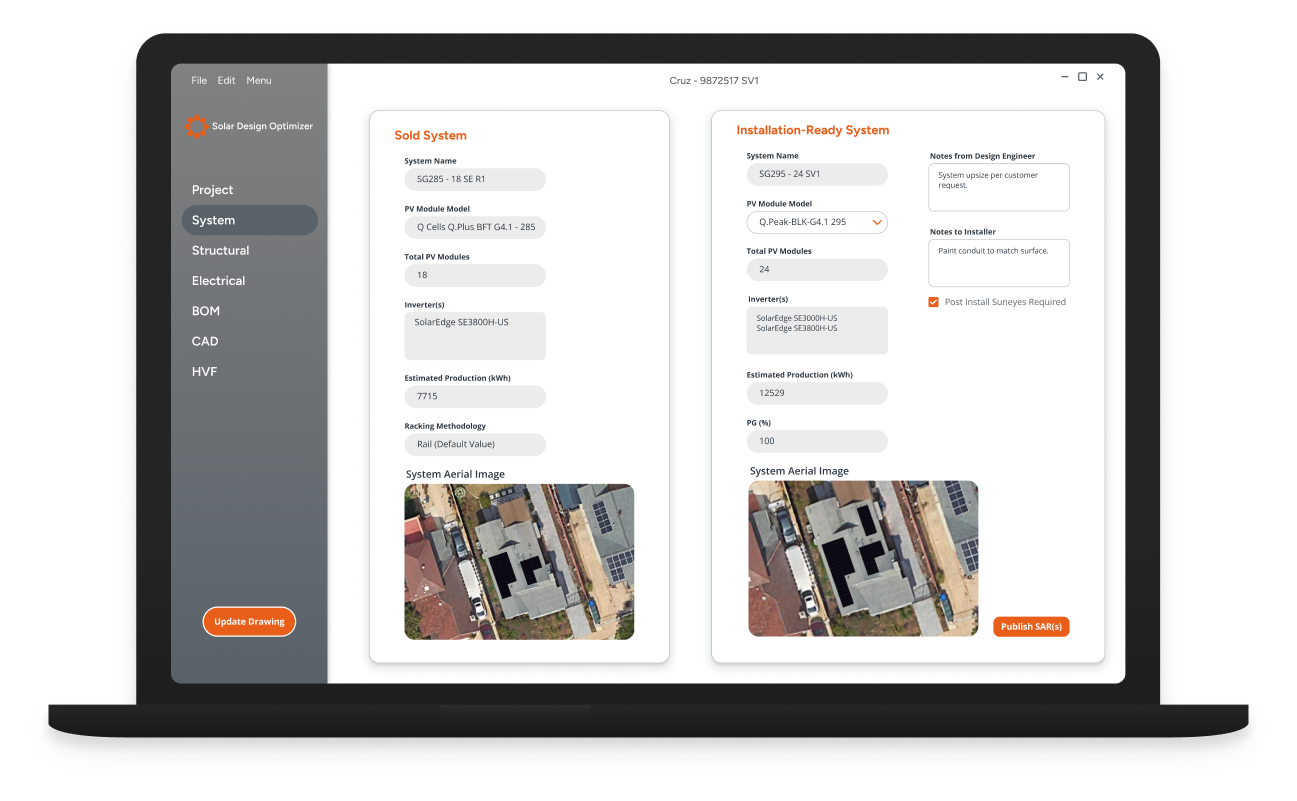 File Edit Menu
Cruz - 9872517 SV1
Solar Design Optimizer
Project
System
Structural
Electrical
BOM
CAD
HVF
Update Drawing
Sold System
System Name
SG285 - 18 SE R1
PV Module Model
Q Cells Q.Plus BFT G4.1 - 285
Total PV Modules
18
Inverter(s)
SolarEdge SE3800H-US
Estimated Production (kWh)
7715
Racking Methodology
Rail (Default Value)
System Aerial Image
Installation-Ready System
System Name
SG295 - 24 SV1
PV Module Model
Q.Peak-BLK-G4.1 295
Total PV Modules
24
Inverter(s)
SolarEdge SE3000H-US
SolarEdge SE3800H-US
Estimated Production (kWh)
12529
PG (%)
100
System Aerial Image
Notes from Design Engineer
System upsize per customer
request.
Notes to Installer
Paint conduit to match surface.
Post Install Suneyes Required
Publish SAR(s)